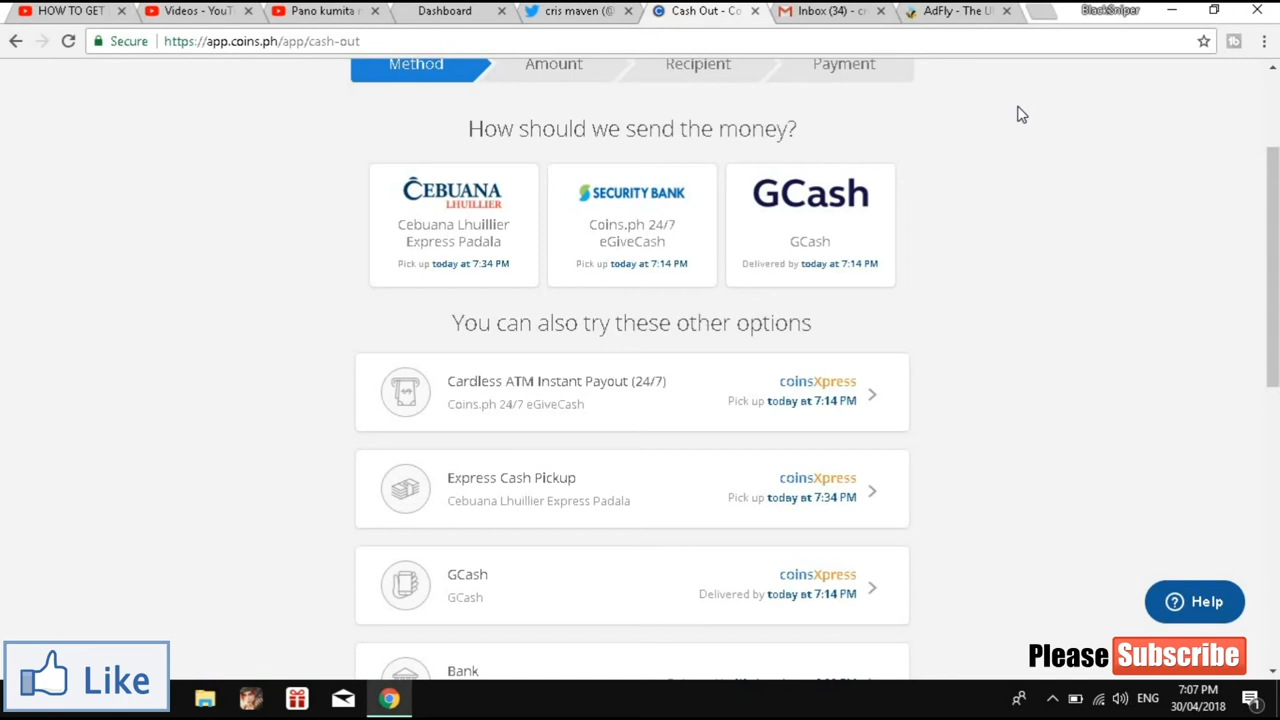 HOW TO GET
Videos - YouT
Pano kumita n
Dashboard
cris maven (@
Cash Out - Co
Inbox (34) - c
AdFly - The U
BlackSniper
Secure
https://app.coins.ph/app/cash-out
Method
Amount
Recipient
Payment
How should we send the money?
CEBUANA
LHUILLIER
Cebuana Lhuillier
Express Padala
Pick up today at 7:34 PM
SECURITY BANK
Coins.ph 24/7
eGiveCash
Pick up today at 7:14 PM
GCash
GCash
Delivered by today at 7:14 PM
You can also try these other options
Cardless ATM Instant Payout (24/7)
Coins.ph 24/7 eGiveCash
coinsXpress
Pick up today at 7:14 PM
Express Cash Pickup
Cebuana Lhuillier Express Padala
coinsXpress
Pick up today at 7:34 PM
GCash
GCash
coinsXpress
Delivered by today at 7:14 PM
Bank
Help
Like
Please Subscribe
ENG
7:07 PM
30/04/2018
1